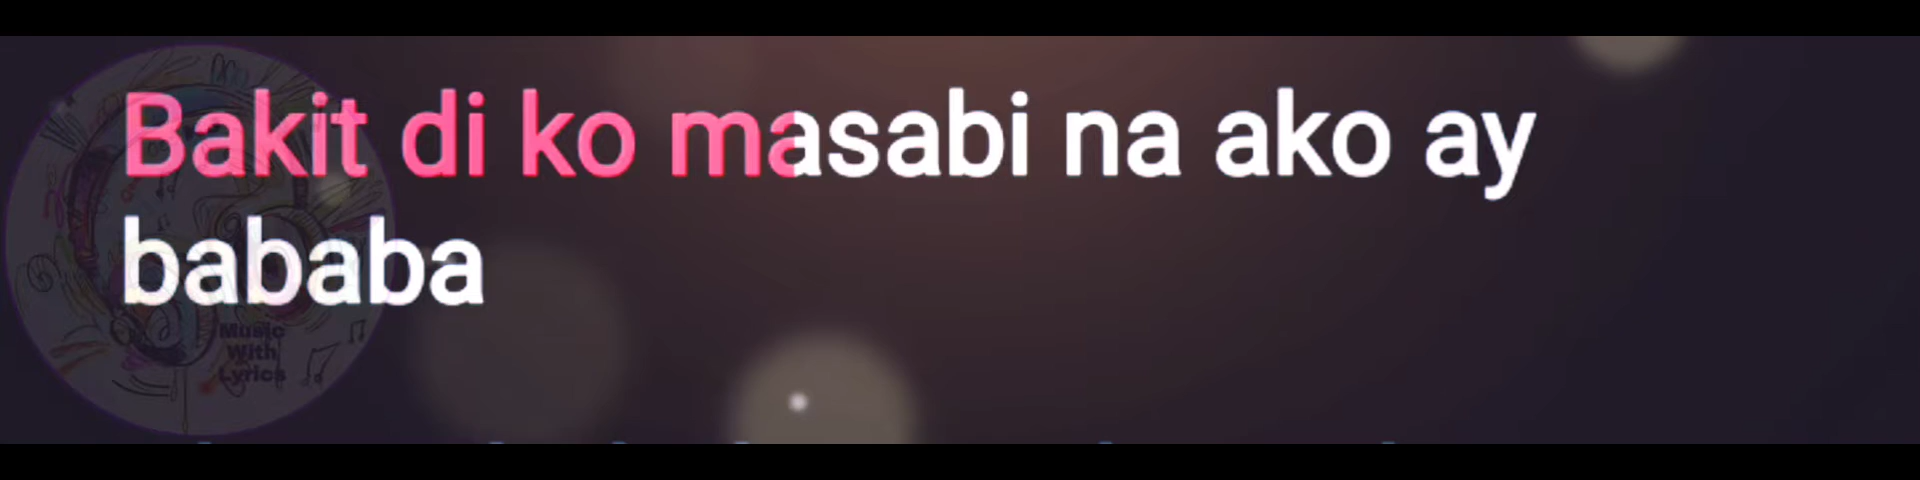 Bakit di ko masabi na ako ay
bababa
Music
With
Lyrics